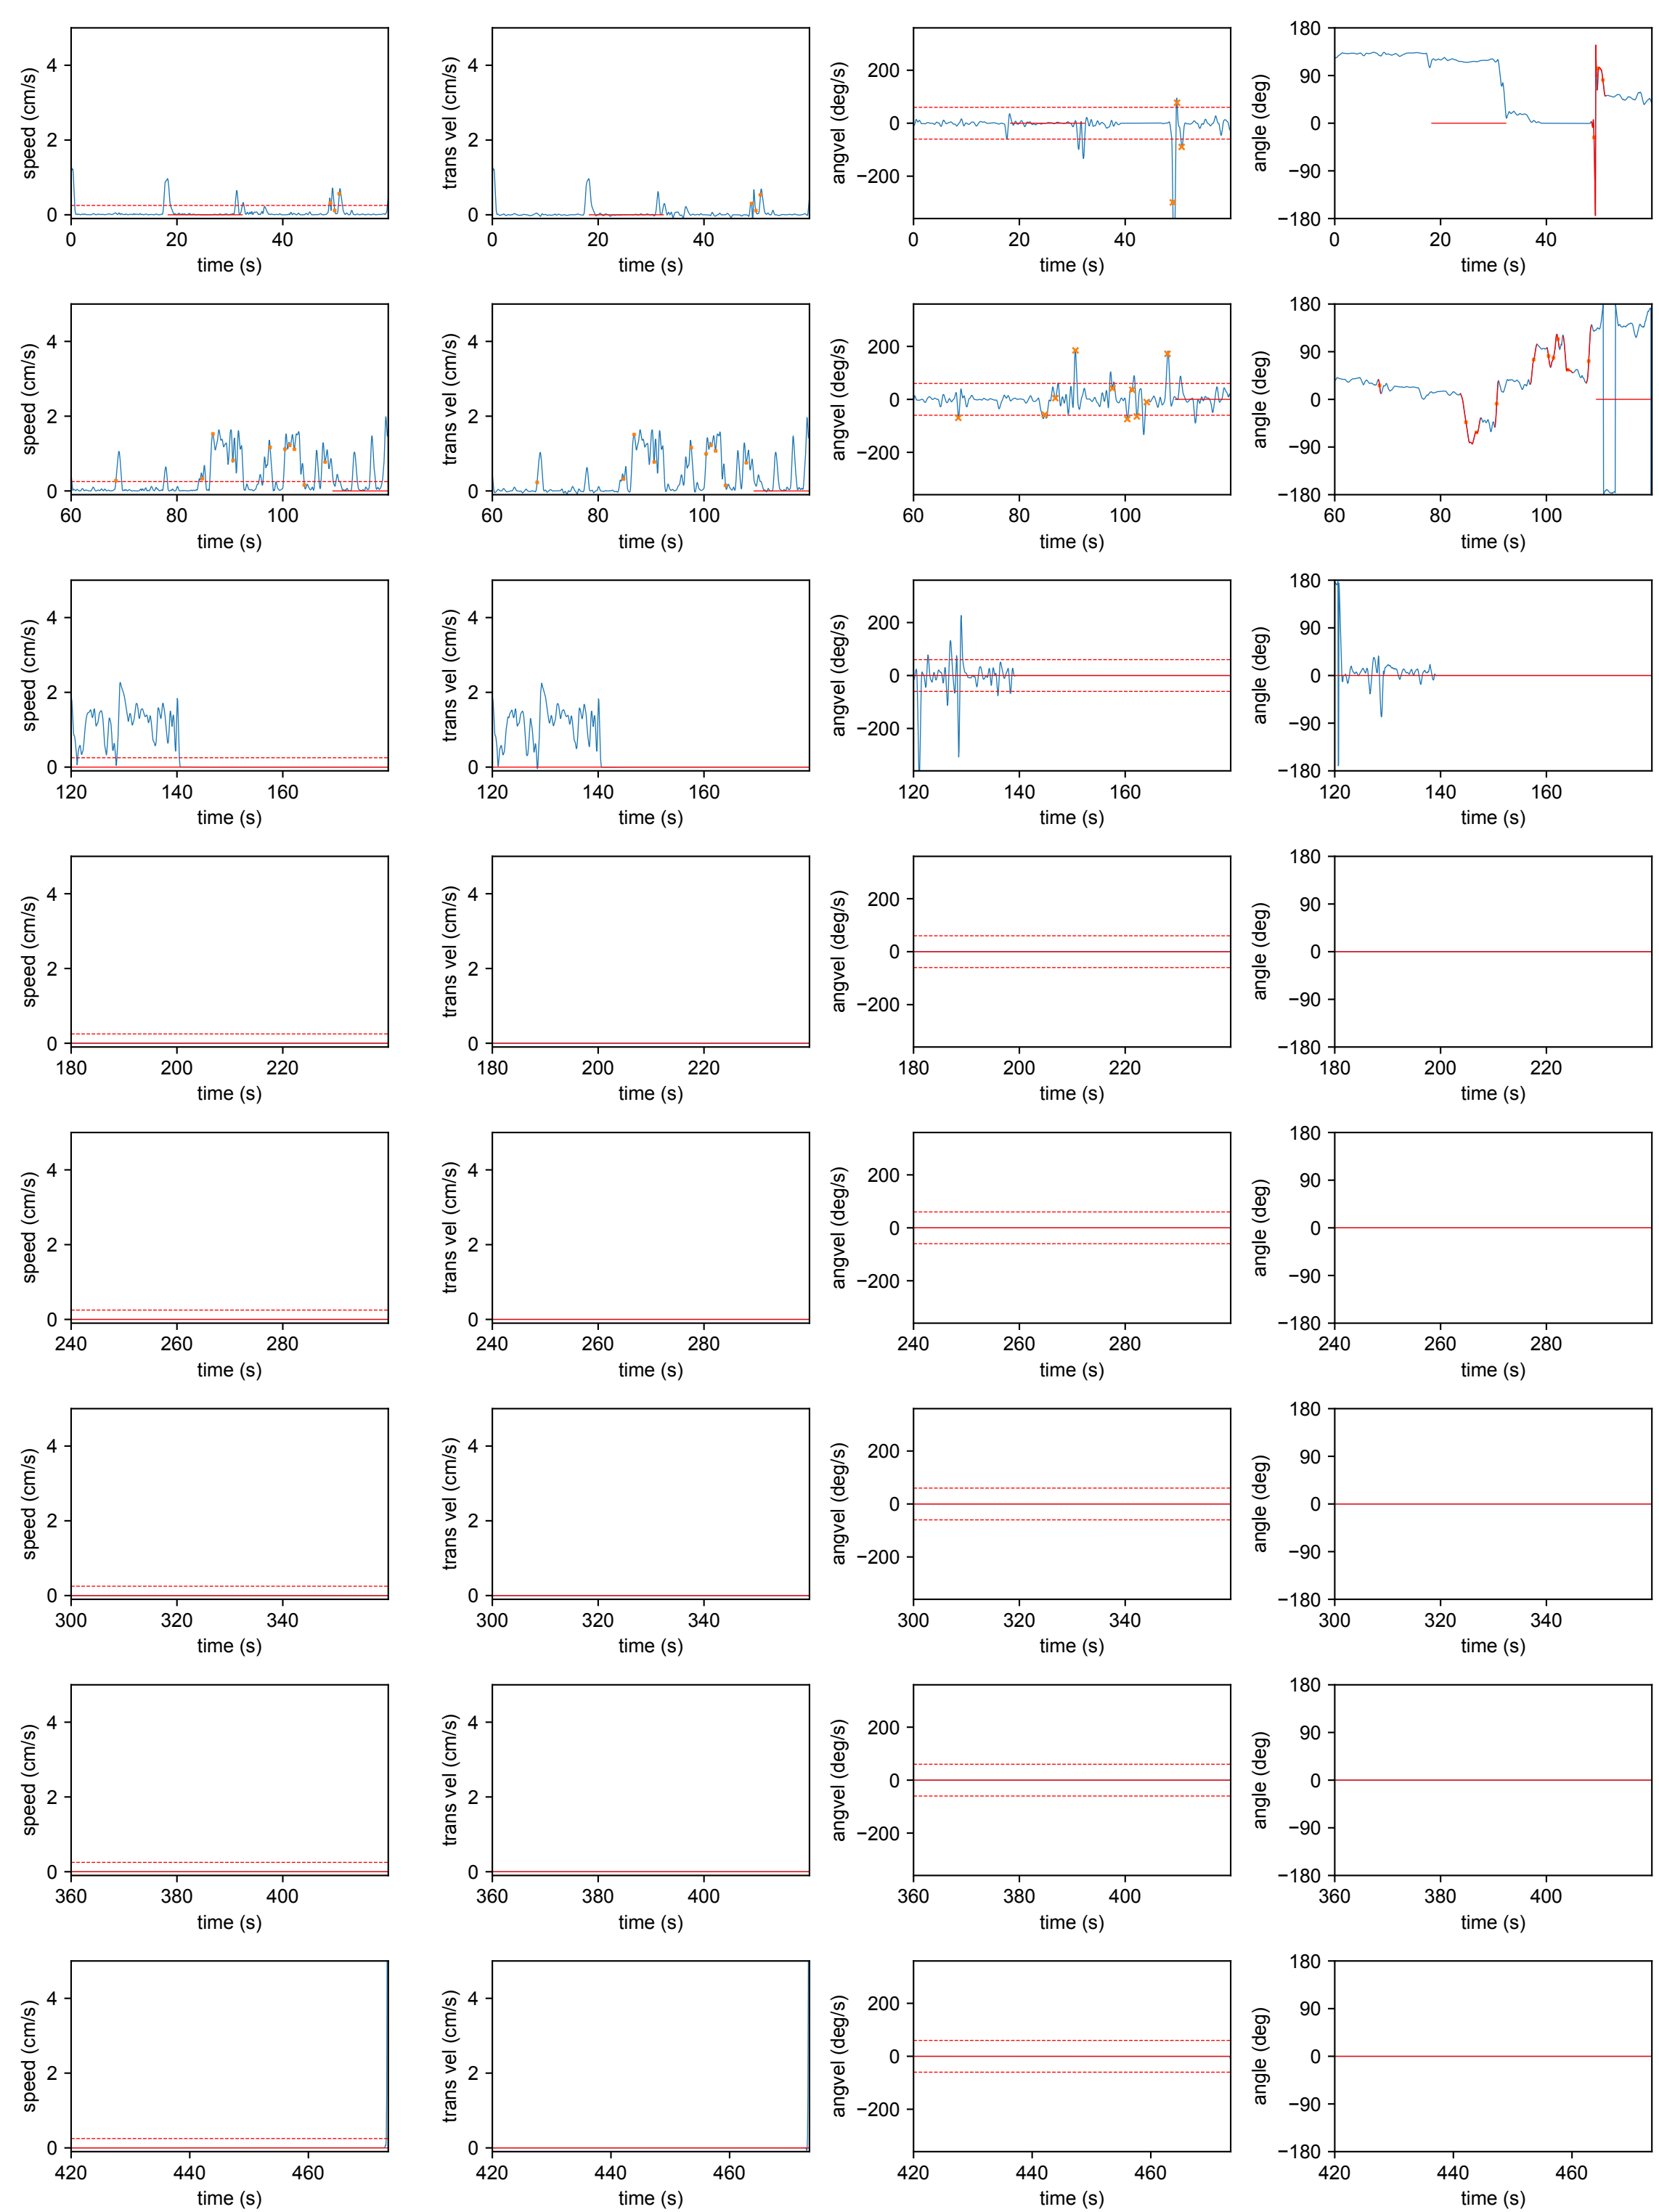 speed (cm/s) 4 2 0 0 20 40 time (s)
trans vel (cm/s) 4 2 0 0 20 40 time (s)
angvel (deg/s) 200 0 −200 0 20 40 time (s)
angle (deg) 180 90 0 −90 −180 0 20 40 time (s)
speed (cm/s) 4 2 0 60 80 100 time (s)
trans vel (cm/s) 4 2 0 60 80 100 time (s)
angvel (deg/s) 200 0 −200 60 80 100 time (s)
angle (deg) 180 90 0 −90 −180 60 80 100 time (s)
speed (cm/s) 4 2 0 120 140 160 time (s)
trans vel (cm/s) 4 2 0 120 140 160 time (s)
angvel (deg/s) 200 0 −200 120 140 160 time (s)
angle (deg) 180 90 0 −90 −180 120 140 160 time (s)
speed (cm/s) 4 2 0 180 200 220 time (s)
trans vel (cm/s) 4 2 0 180 200 220 time (s)
angvel (deg/s) 200 0 −200 180 200 220 time (s)
angle (deg) 180 90 0 −90 −180 180 200 220 time (s)
speed (cm/s) 4 2 0 240 260 280 time (s)
trans vel (cm/s) 4 2 0 240 260 280 time (s)
angvel (deg/s) 200 0 −200 240 260 280 time (s)
angle (deg) 180 90 0 −90 −180 240 260 280 time (s)
speed (cm/s) 4 2 0 300 320 340 time (s)
trans vel (cm/s) 4 2 0 300 320 340 time (s)
angvel (deg/s) 200 0 −200 300 320 340 time (s)
angle (deg) 180 90 0 −90 −180 300 320 340 time (s)
speed (cm/s) 4 2 0 360 380 400 time (s)
trans vel (cm/s) 4 2 0 360 380 400 time (s)
angvel (deg/s) 200 0 −200 360 380 400 time (s)
angle (deg) 180 90 0 −90 −180 360 380 400 time (s)
speed (cm/s) 4 2 0 420 440 460 time (s)
trans vel (cm/s) 4 2 0 420 440 460 time (s)
angvel (deg/s) 200 0 −200 420 440 460 time (s)
angle (deg) 180 90 0 −90 −180 420 440 460 time (s)